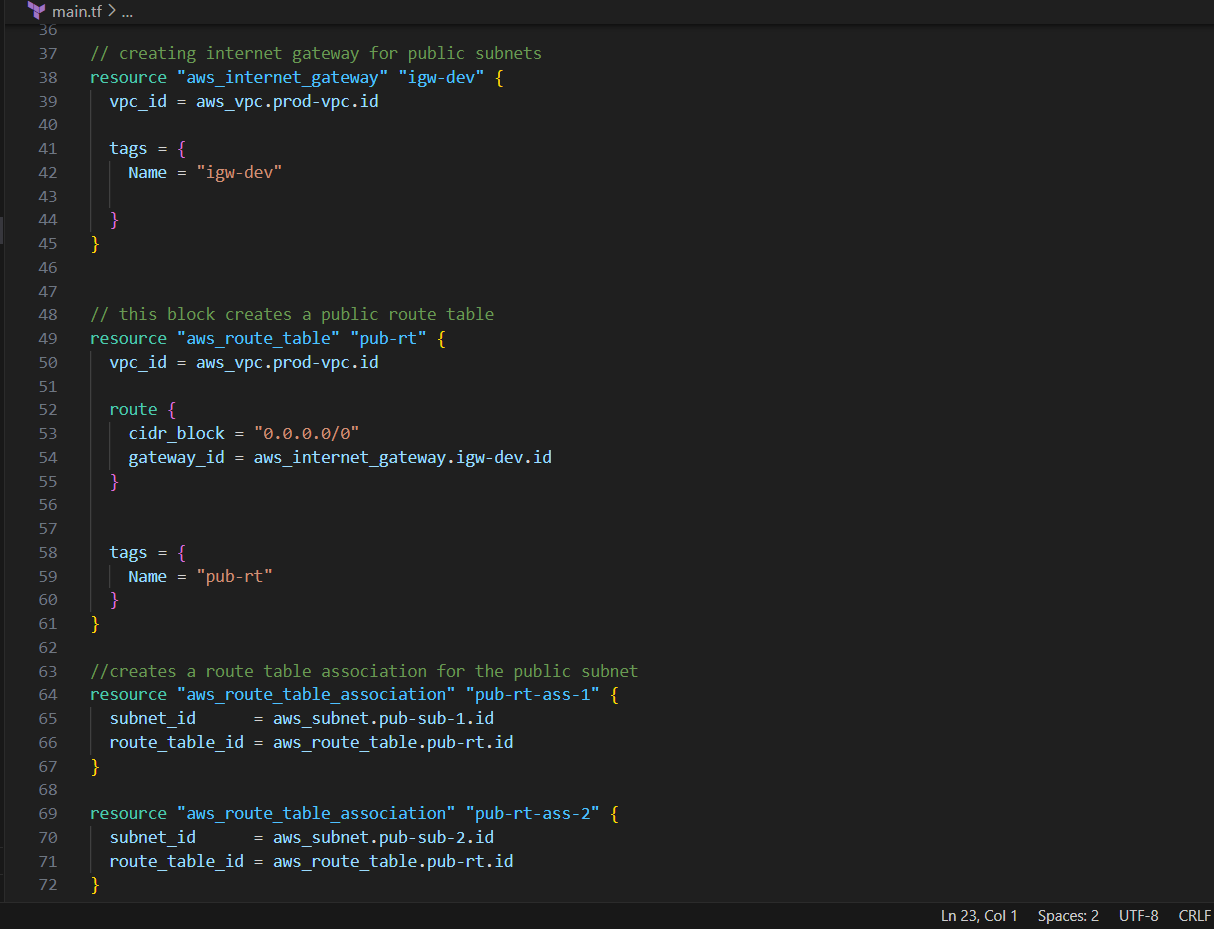 main.tf > ...
36
37 // creating internet gateway for public subnets
38 resource "aws_internet_gateway" "igw-dev" {
39   vpc_id = aws_vpc.prod-vpc.id
40
41   tags = {
42     Name = "igw-dev"
43
44   }
45 }
46
47
48 // this block creates a public route table
49 resource "aws_route_table" "pub-rt" {
50   vpc_id = aws_vpc.prod-vpc.id
51
52   route {
53     cidr_block = "0.0.0.0/0"
54     gateway_id = aws_internet_gateway.igw-dev.id
55   }
56
57
58   tags = {
59     Name = "pub-rt"
60   }
61 }
62
63 //creates a route table association for the public subnet
64 resource "aws_route_table_association" "pub-rt-ass-1" {
65   subnet_id      = aws_subnet.pub-sub-1.id
66   route_table_id = aws_route_table.pub-rt.id
67 }
68
69 resource "aws_route_table_association" "pub-rt-ass-2" {
70   subnet_id      = aws_subnet.pub-sub-2.id
71   route_table_id = aws_route_table.pub-rt.id
72 }
Ln 23, Col 1 Spaces: 2 UTF-8 CRLF